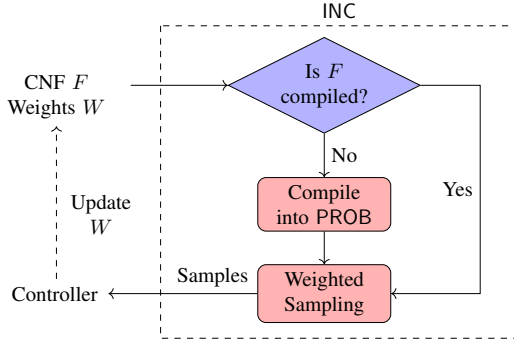 INC
CNF F
Weights W
Is F
compiled?
No
Yes
Compile
into PROB
Update
W
Samples
Weighted
Sampling
Controller